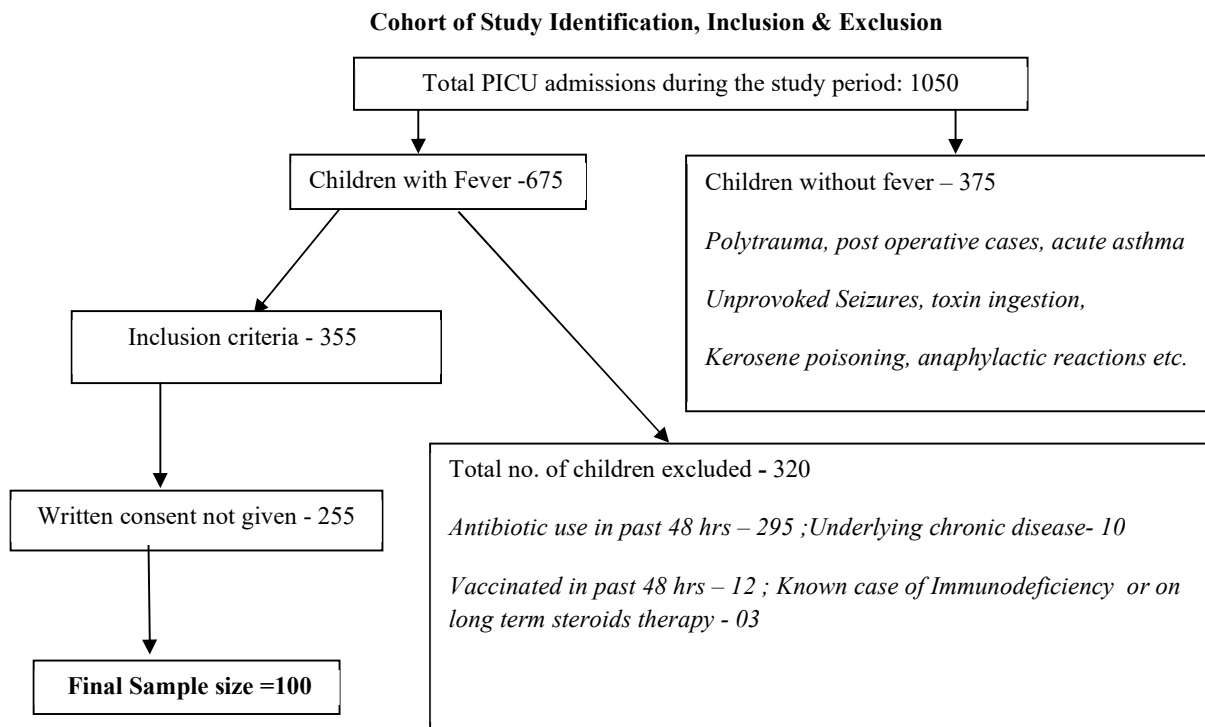 Cohort of Study Identification, Inclusion & Exclusion
Total PICU admissions during the study period: 1050
Children with Fever -675
Children without fever – 375
Polytrauma, post operative cases, acute asthma
Unprovoked Seizures, toxin ingestion,
Kerosene poisoning, anaphylactic reactions etc.
Inclusion criteria - 355
Total no. of children excluded - 320
Antibiotic use in past 48 hrs – 295 ;Underlying chronic disease- 10
Vaccinated in past 48 hrs – 12 ; Known case of Immunodeficiency or on
long term steroids therapy - 03
Written consent not given - 255
Final Sample size =100